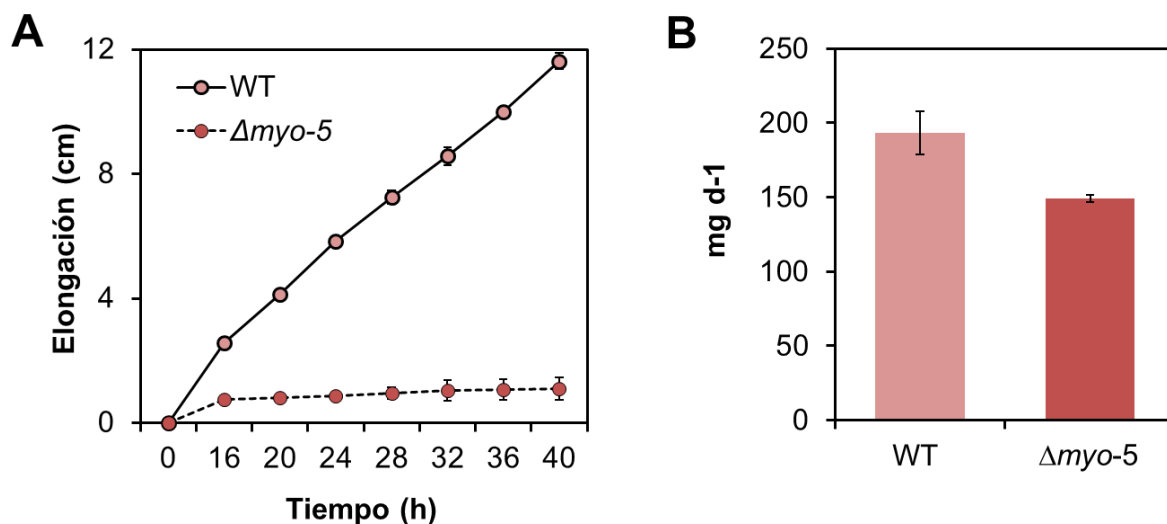 A
Elongación (cm)
12
8
4
0
WT
Δmyo-5
0 16 20 24 28 32 36 40
Tiempo (h)
B
mg d-1
250
200
150
100
50
0
WT Δmyo-5